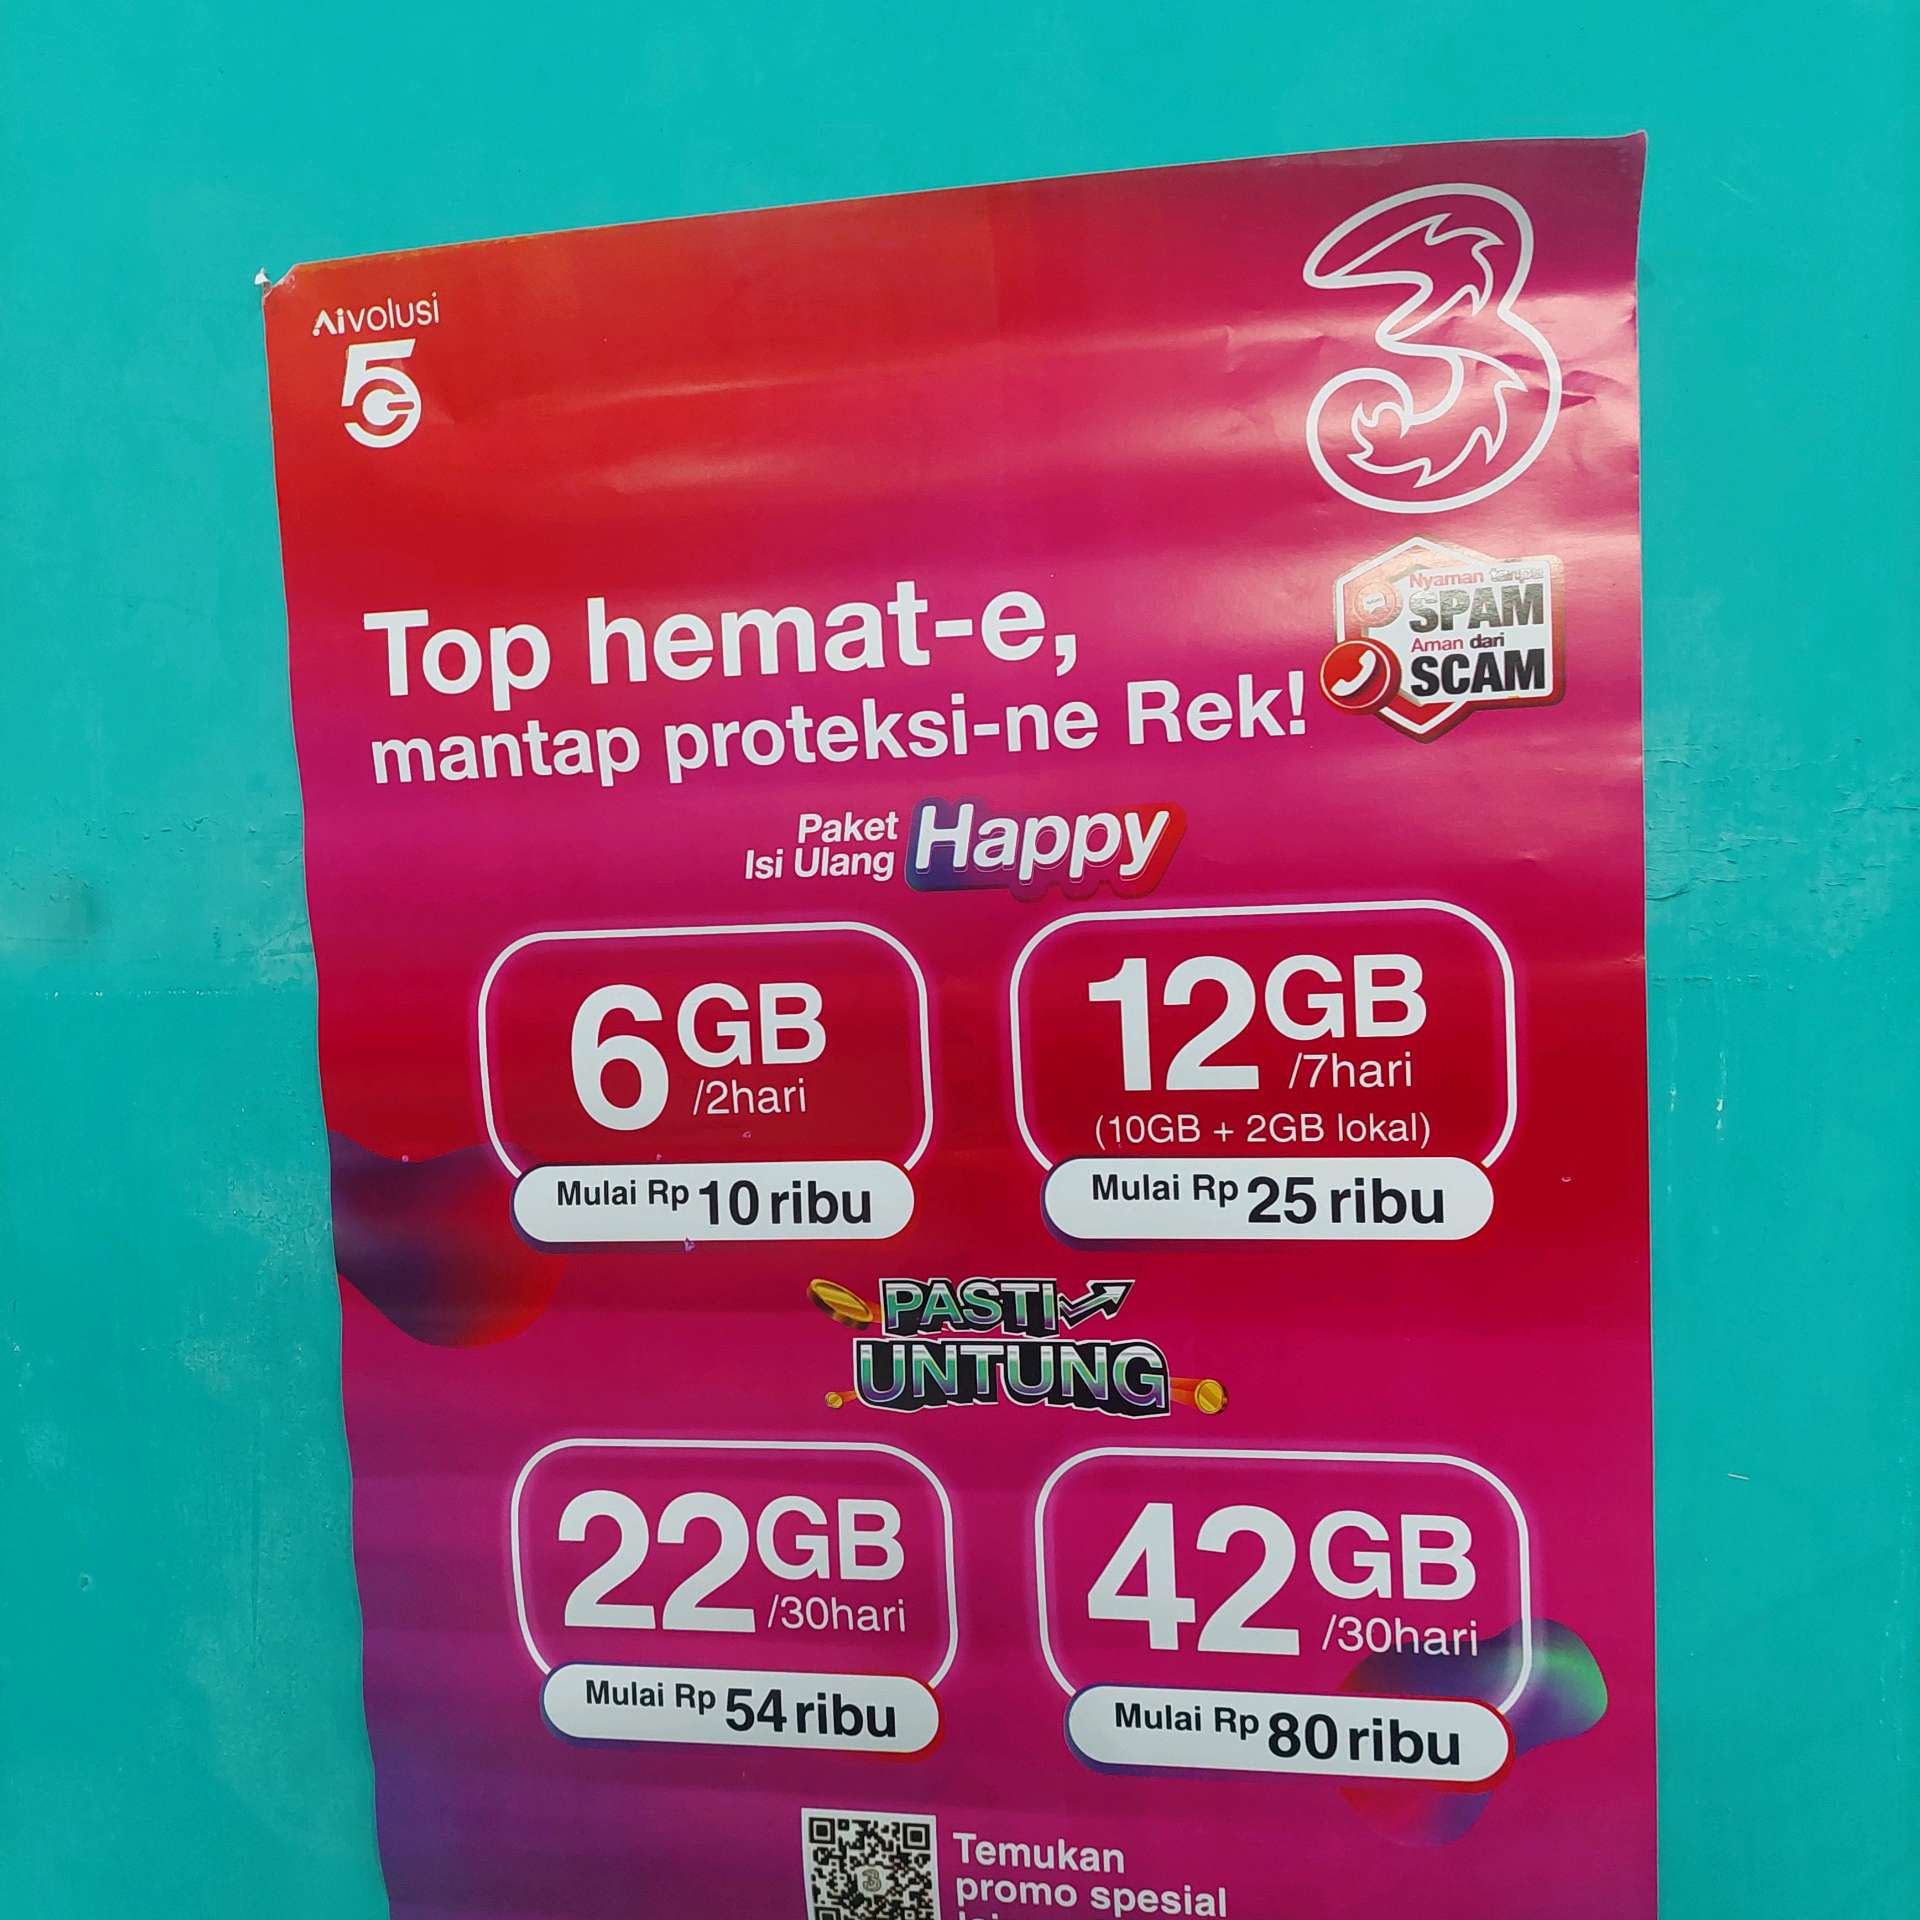 Aivolusi
5G
3
Nyaman tanpa
SPAM
Aman dari
SCAM
Top hemat-e,
mantap proteksi-ne Rek!
Paket
Isi Ulang
Happy
6GB
/2hari
Mulai Rp 10 ribu
12GB
/7hari
(10GB + 2GB lokal)
Mulai Rp 25 ribu
PASTI
UNTUNG
22GB
/30hari
Mulai Rp 54 ribu
42GB
/30hari
Mulai Rp 80 ribu
Temukan
promo spesial